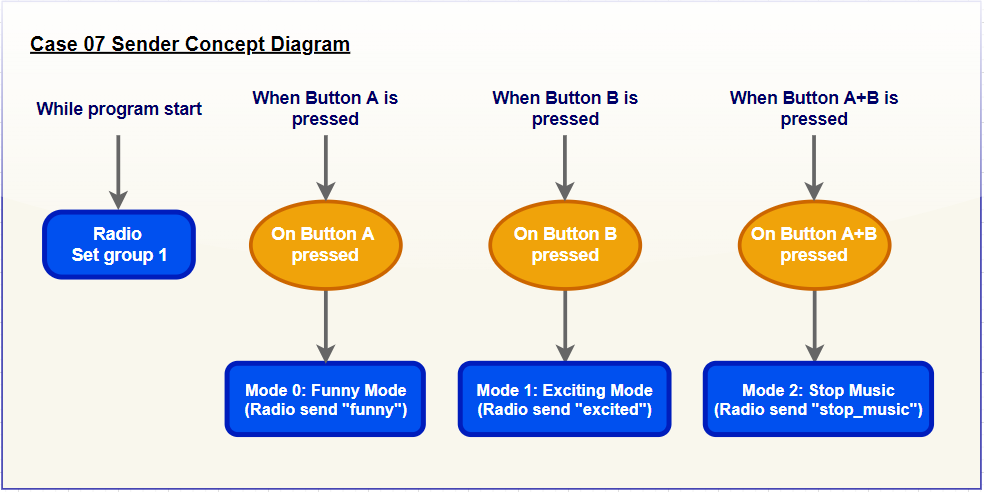 Case 07 Sender Concept Diagram
While program start
Radio
Set group 1
When Button A is
pressed
On Button A
pressed
Mode 0: Funny Mode
(Radio send "funny")
When Button B is
pressed
On Button B
pressed
Mode 1: Exciting Mode
(Radio send "excited")
When Button A+B is
pressed
On Button A+B
pressed
Mode 2: Stop Music
(Radio send "stop_music")